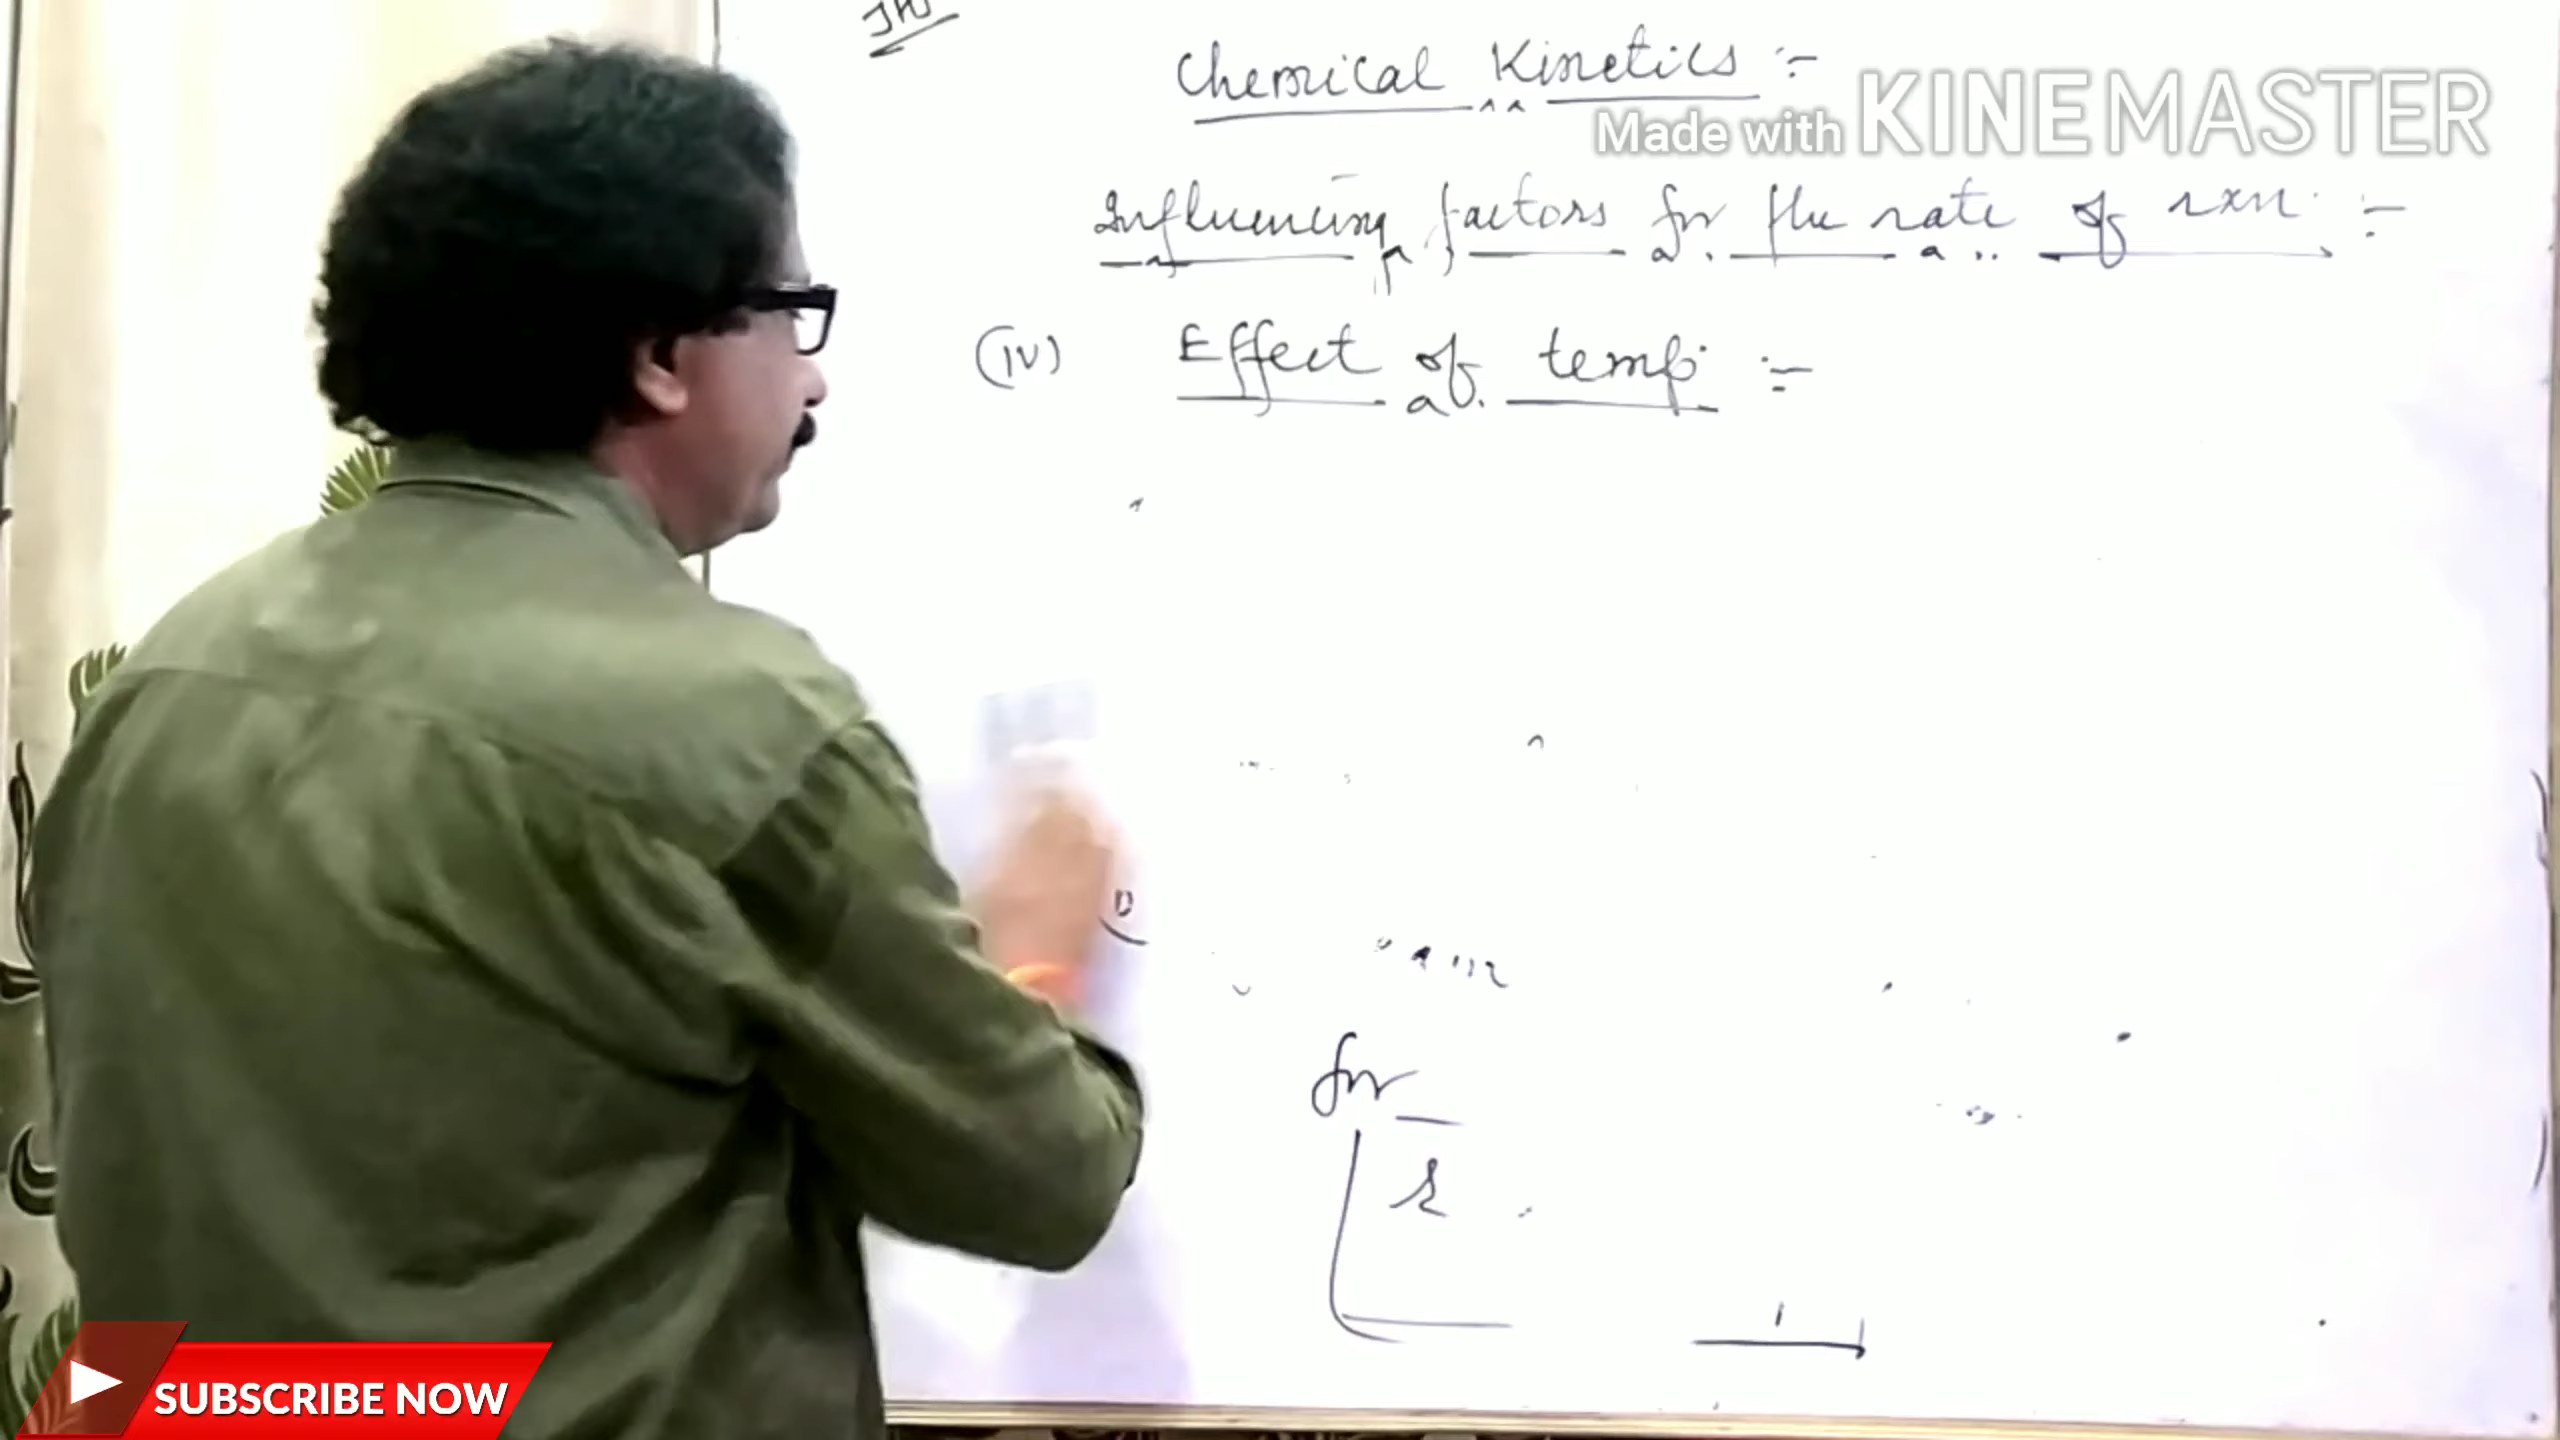 Chemical Kinetics :-
Made with KINEMASTER
Influencing factors for the rate of rxn. :-
(IV) Effect of temp. :-
for
r
SUBSCRIBE NOW